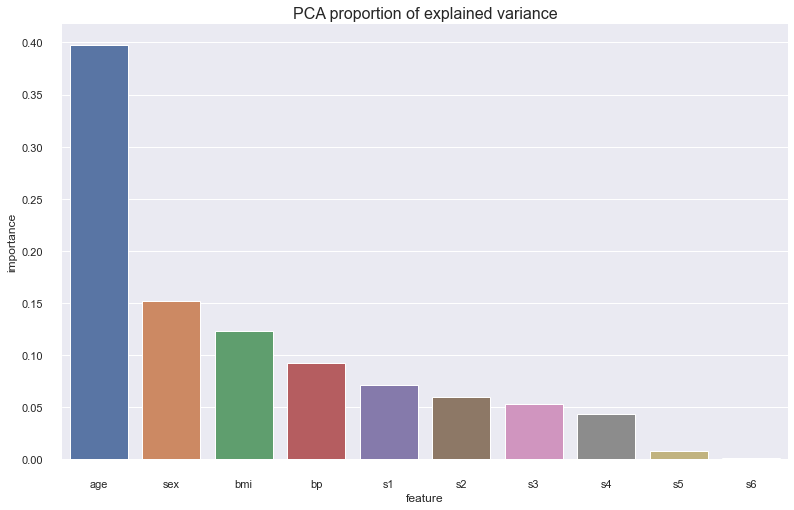 PCA proportion of explained variance
0.40
0.35
0.30
0.25
0.20
0.15
0.10
0.05
0.00
importance
age sex bmi bp s1 s2 s3 s4 s5 s6
feature